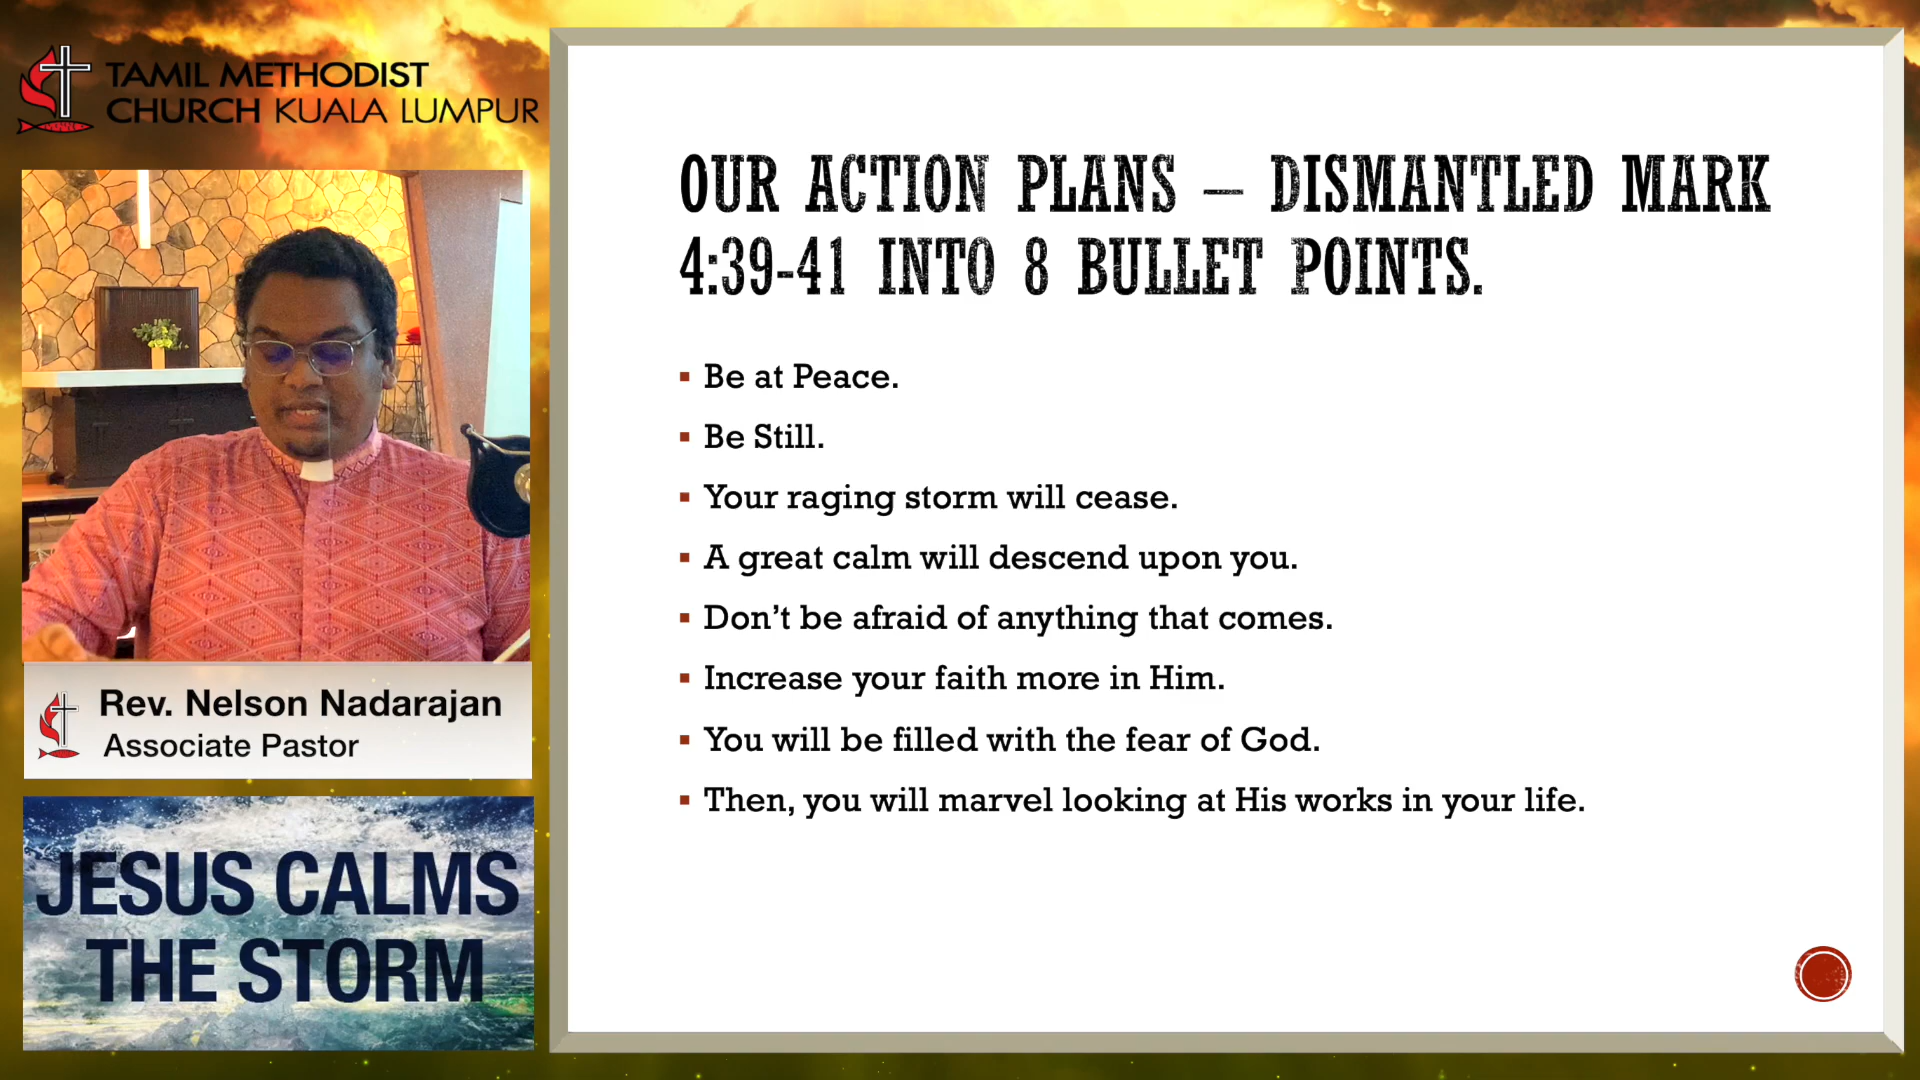 TAMIL METHODIST
CHURCH KUALA LUMPUR
Rev. Nelson Nadarajan
Associate Pastor
JESUS CALMS
THE STORM
OUR ACTION PLANS – DISMANTLED MARK
4:39-41 INTO 8 BULLET POINTS.
▪ Be at Peace.
▪ Be Still.
▪ Your raging storm will cease.
▪ A great calm will descend upon you.
▪ Don’t be afraid of anything that comes.
▪ Increase your faith more in Him.
▪ You will be filled with the fear of God.
▪ Then, you will marvel looking at His works in your life.